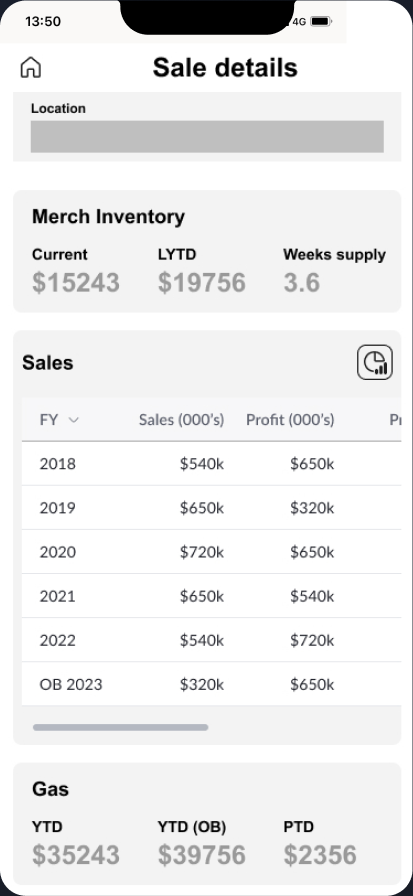 13:50 4G
Sale details
Location
Merch Inventory
Current LYTD Weeks supply
$15243 $19756 3.6
Sales
FY Sales (000’s) Profit (000’s)
2018 $540k $650k
2019 $650k $320k
2020 $720k $650k
2021 $650k $540k
2022 $540k $720k
OB 2023 $320k $650k
Gas
YTD YTD (OB) PTD
$35243 $39756 $2356